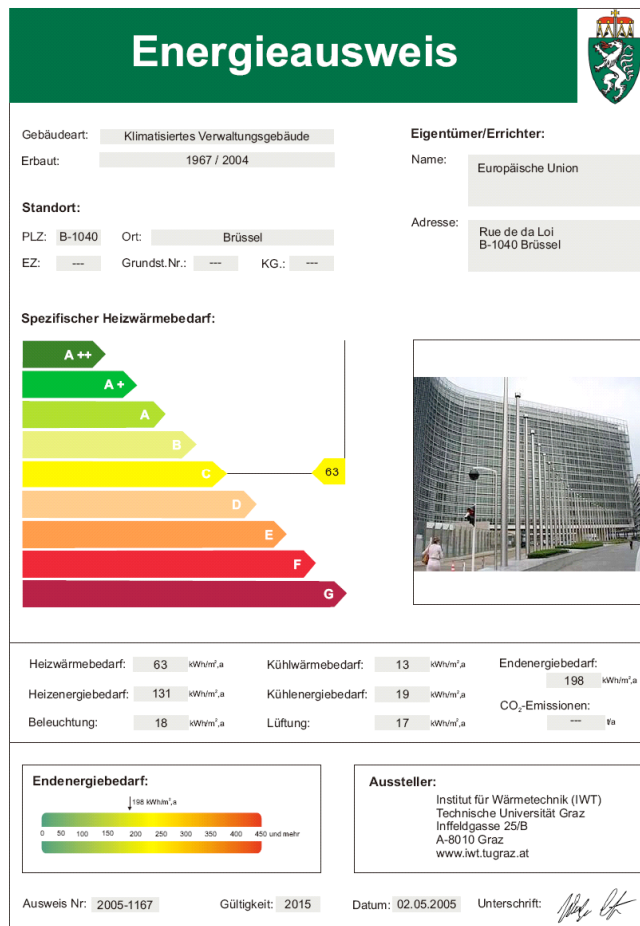 Energieausweis
Gebäudeart: Klimatisiertes Verwaltungsgebäude
Erbaut: 1967 / 2004
Eigentümer/Errichter:
Name: Europäische Union
Adresse: Rue de da Loi
B-1040 Brüssel
Standort:
PLZ: B-1040 Ort: Brüssel
EZ: --- Grundst.Nr.: --- KG.: ---
Spezifischer Heizwärmebedarf:
A ++
A +
A
B
C 63
D
E
F
G
Heizwärmebedarf: 63 kWh/m²,a Kühlwärmebedarf: 13 kWh/m²,a Endenergiebedarf:
198 kWh/m²,a
Heizenergiebedarf: 131 kWh/m²,a Kühlenergiebedarf: 19 kWh/m²,a
CO₂-Emissionen:
Beleuchtung: 18 kWh/m²,a Lüftung: 17 kWh/m²,a --- t/a
Endenergiebedarf:
198 kWh/m²,a
0 50 100 150 200 250 300 350 400 450 und mehr
Aussteller:
Institut für Wärmetechnik (IWT)
Technische Universität Graz
Inffeldgasse 25/B
A-8010 Graz
www.iwt.tugraz.at
Ausweis Nr: 2005-1167 Gültigkeit: 2015 Datum: 02.05.2005 Unterschrift: